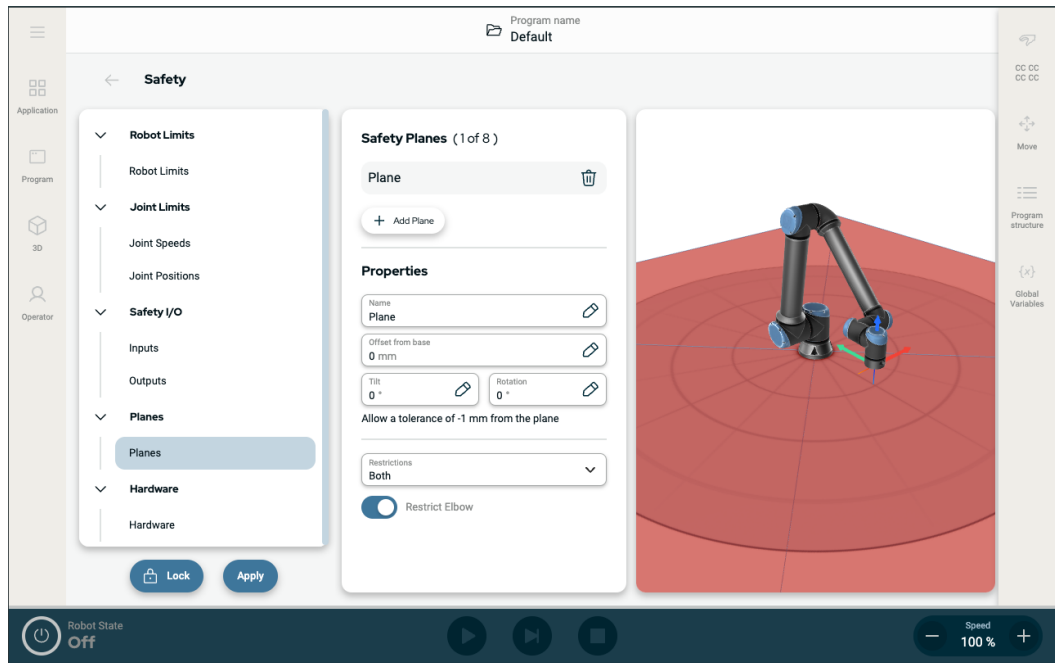 Program name
Default
Safety
Application
Program
3D
Operator
Robot Limits
Robot Limits
Joint Limits
Joint Speeds
Joint Positions
Safety I/O
Inputs
Outputs
Planes
Planes
Hardware
Hardware
Lock
Apply
Safety Planes (1 of 8)
Plane
+ Add Plane
Properties
Name
Plane
Offset from base
0 mm
Tilt
0 °
Rotation
0 °
Allow a tolerance of -1 mm from the plane
Restrictions
Both
Restrict Elbow
CC CC
CC CC
Move
Program
structure
{x}
Global
Variables
Robot State
Off
Speed
100 %